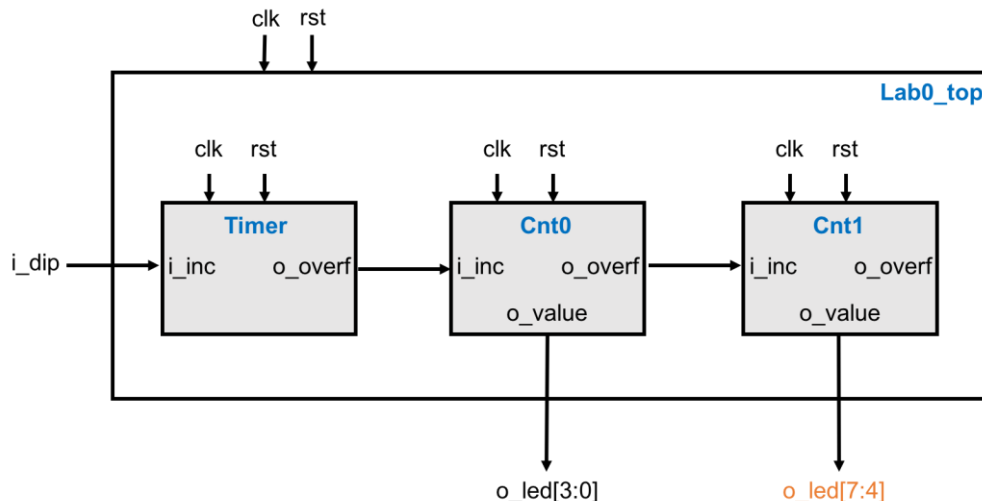 clk rst
Lab0_top
clk rst
clk rst
clk rst
Timer
Cnt0
Cnt1
i_dip
i_inc o_overf
i_inc o_overf
i_inc o_overf
o_value
o_value
o_led[3:0]
o_led[7:4]